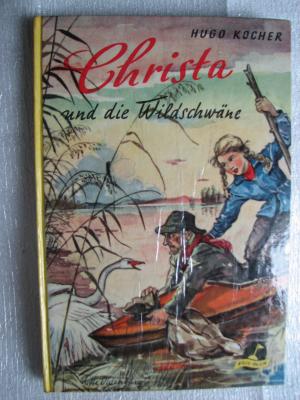 HUGO KOCHER
Christa
und die Wildschwäne